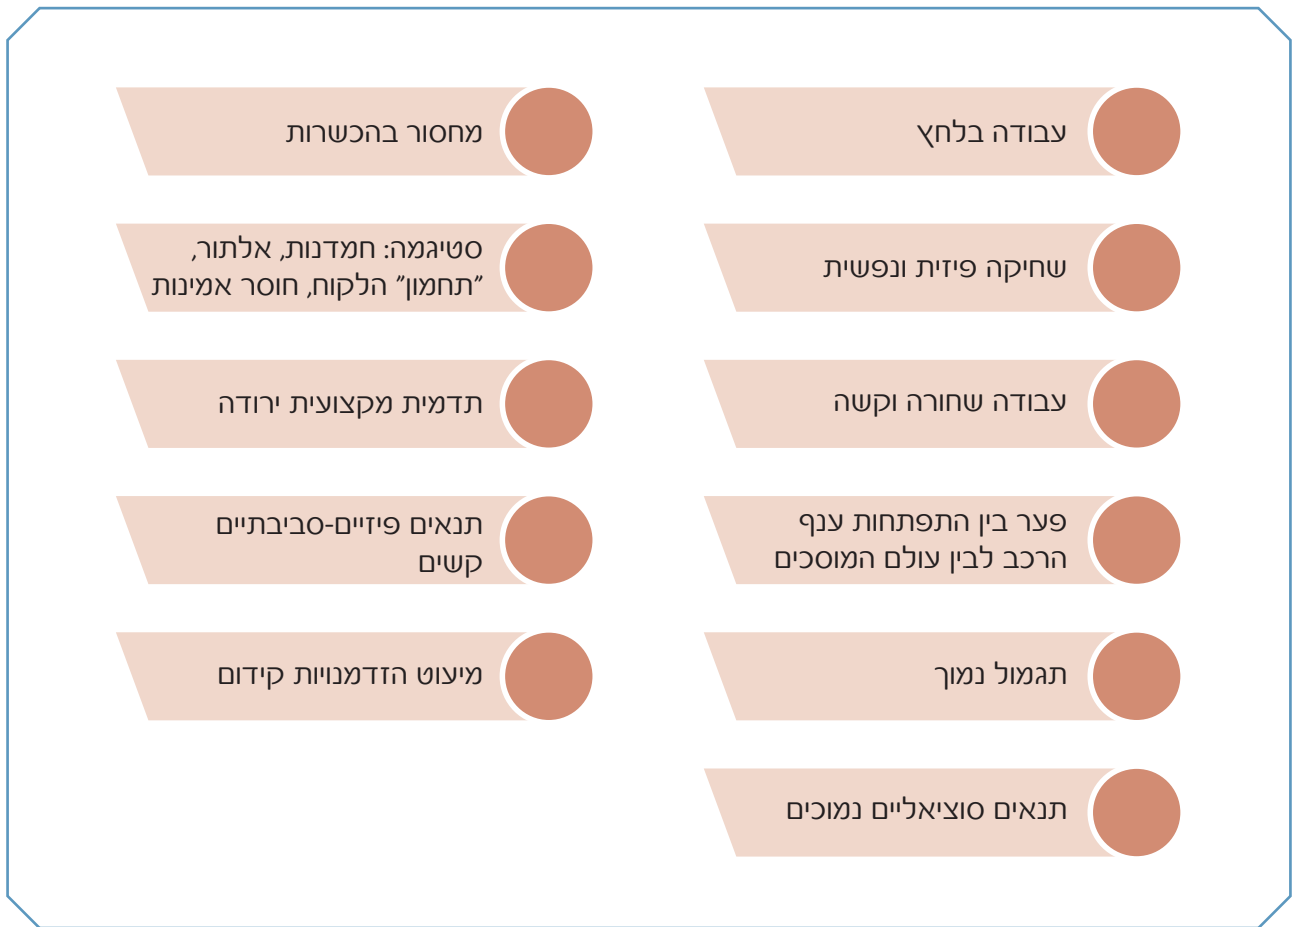 עבודה בלחץ
שחיקה פיזית ונפשית
עבודה שחורה וקשה
פער בין התפתחות ענף
הרכב לבין עולם המוסכים
תגמול נמוך
תנאים סוציאליים נמוכים
מחסור בהכשרות
סטיגמה: חמדנות, אלתור,
"תחמון" הלקוח, חוסר אמינות
תדמית מקצועית ירודה
תנאים פיזיים-סביבתיים
קשים
מיעוט הזדמנויות קידום